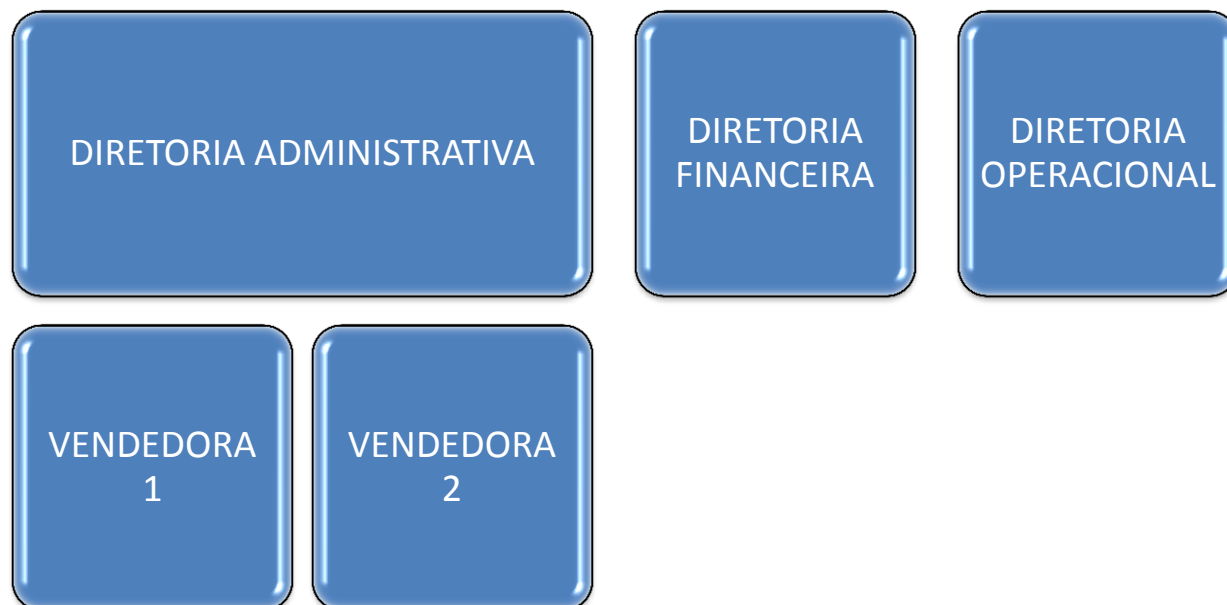 DIRETORIA ADMINISTRATIVA
DIRETORIA
FINANCEIRA
DIRETORIA
OPERACIONAL
VENDEDORA
1
VENDEDORA
2